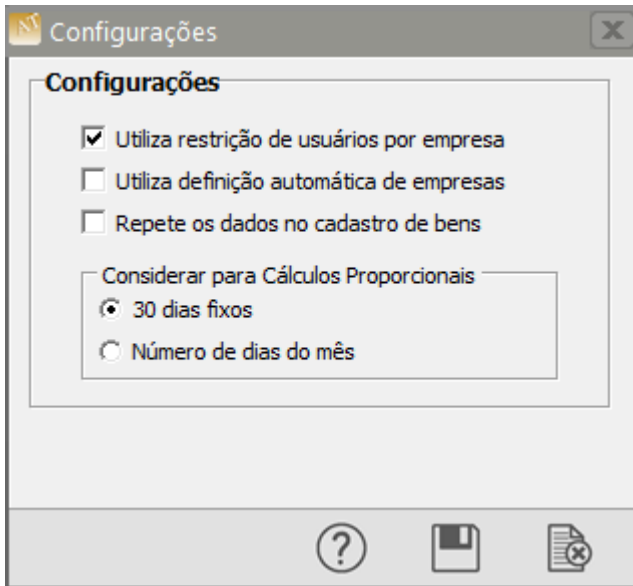 Configurações
Configurações
Utiliza restrição de usuários por empresa
Utiliza definição automática de empresas
Repete os dados no cadastro de bens
Considerar para Cálculos Proporcionais
30 dias fixos
Número de dias do mês